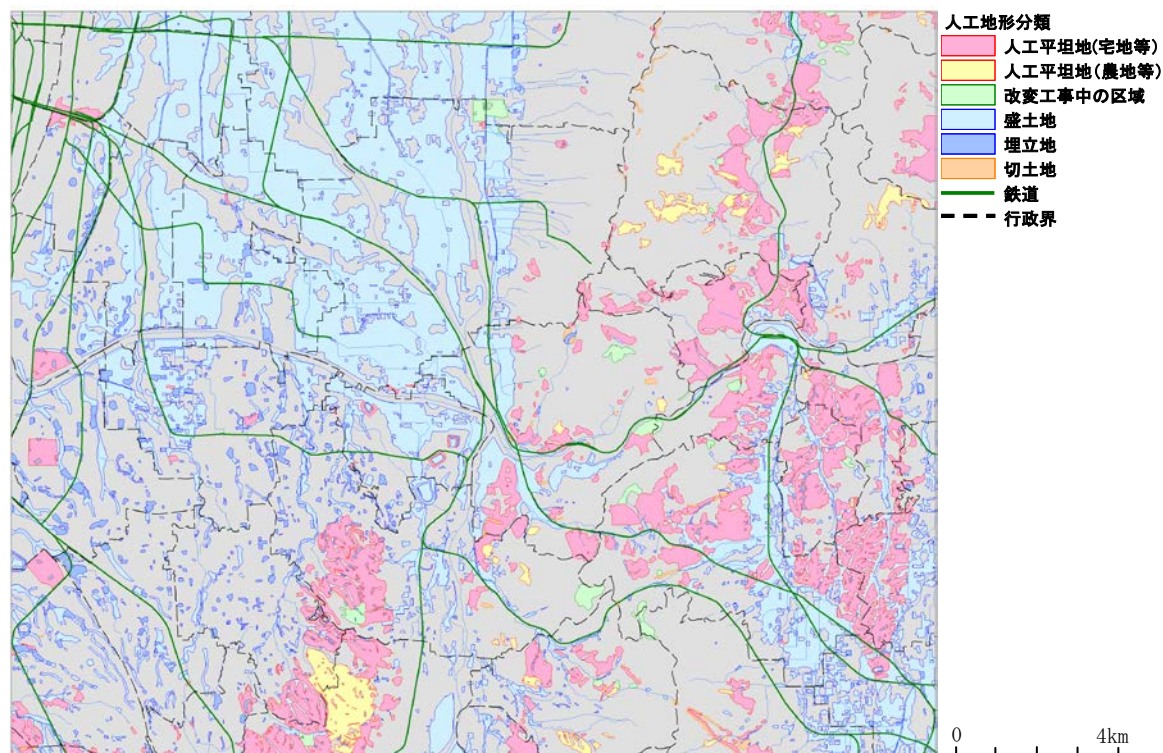 人工地形分類
人工平坦地(宅地等)
人工平坦地(農地等)
改変工事中の区域
盛土地
埋立地
切土地
鉄道
行政界
0 4km